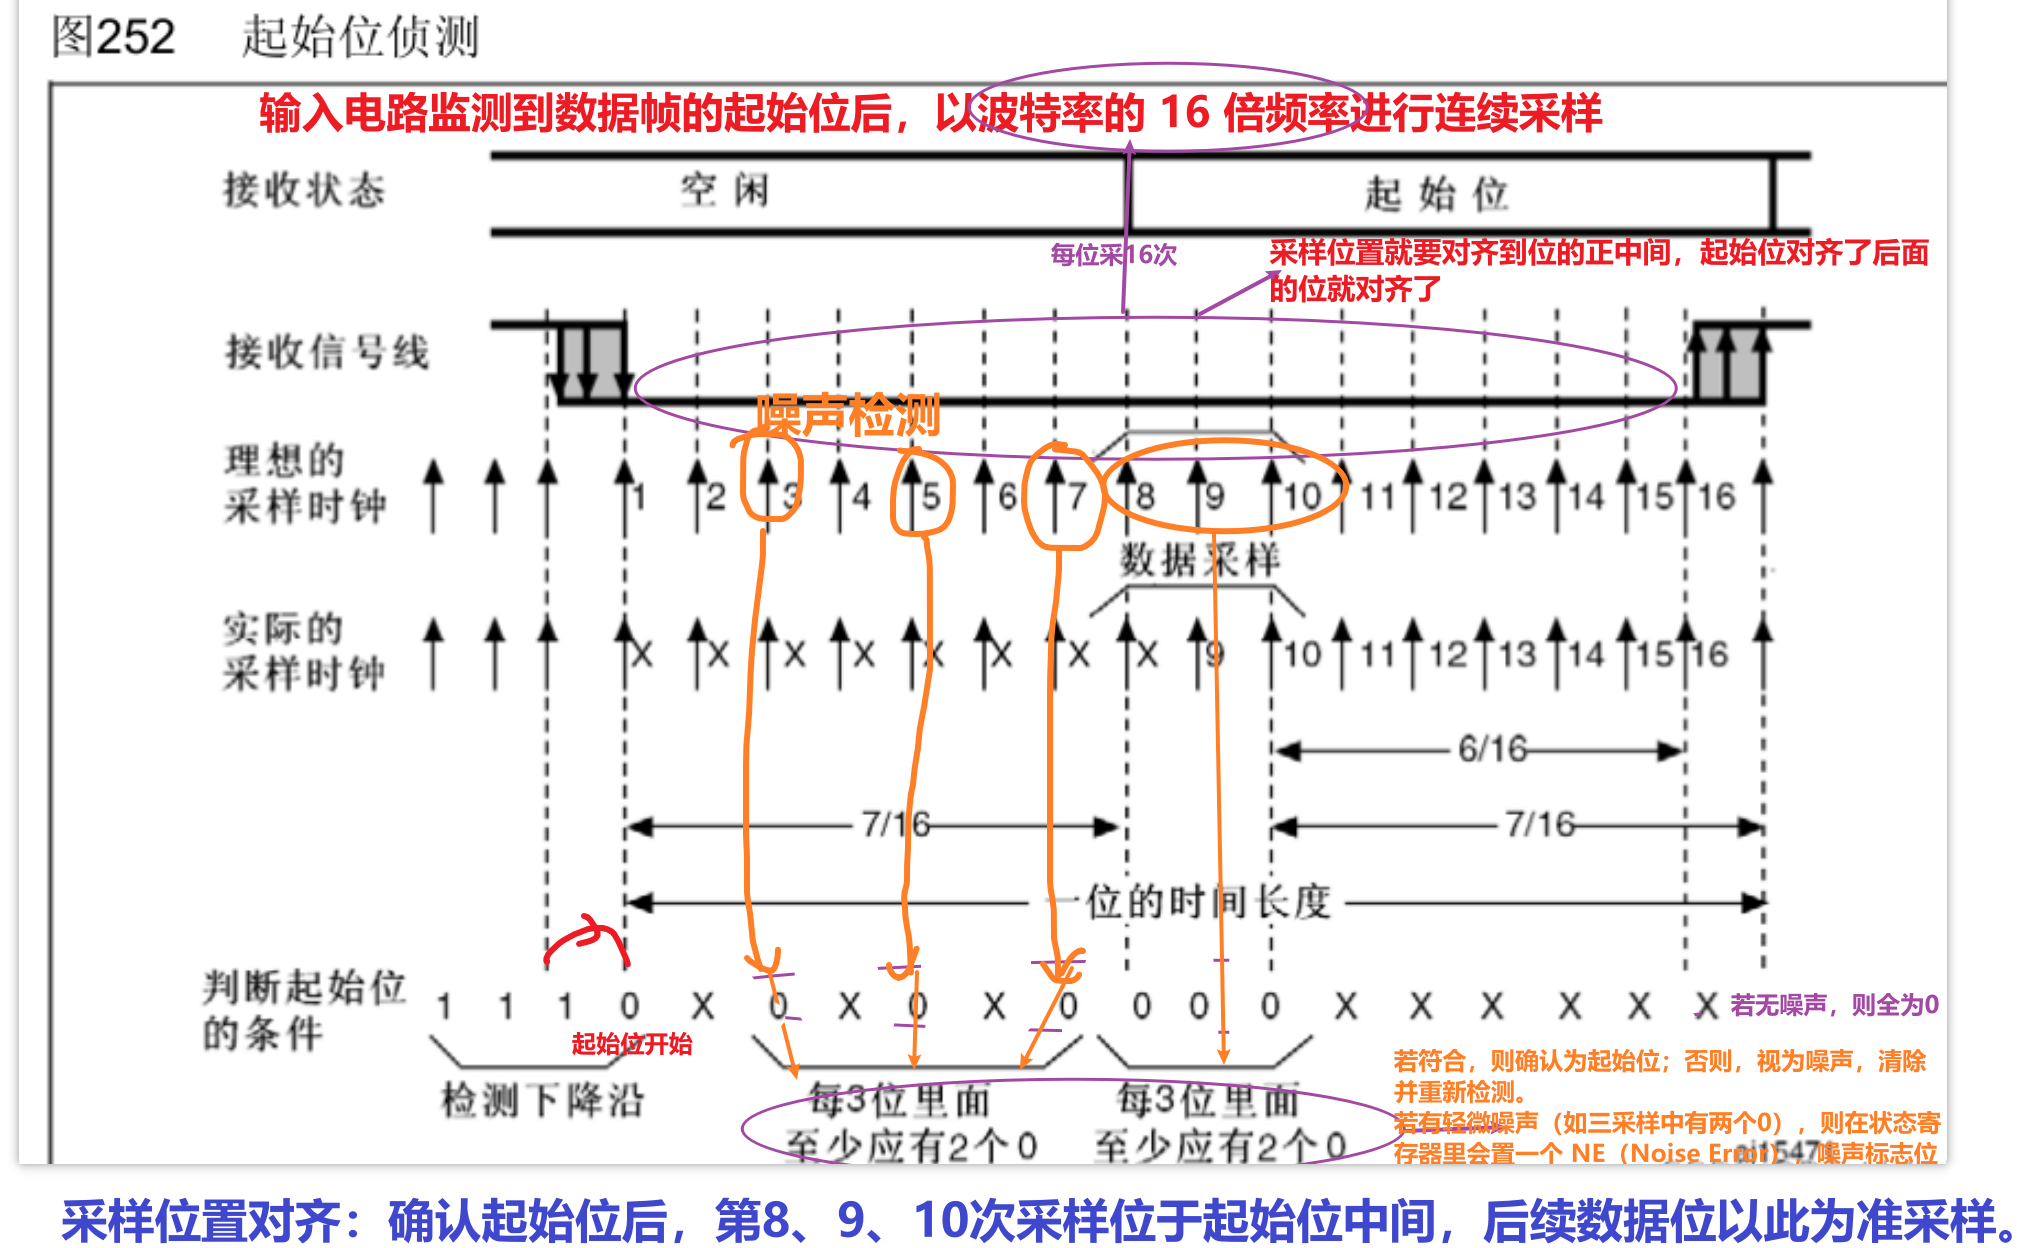 图252 起始位侦测
输入电路监测到数据帧的起始位后，以波特率的 16 倍频率进行连续采样
接收状态 空闲 起始位
每位采16次
采样位置就要对齐到位的正中间，起始位对齐了后面
的位就对齐了
接收信号线
噪声检测
理想的
采样时钟
1 2 3 4 5 6 7 8 9 10 11 12 13 14 15 16
数据采样
实际的
采样时钟
X X X X X X X X 9 10 11 12 13 14 15 16
6/16
7/16 7/16
一位的时间长度
判断起始位
的条件
1 1 1 0 X 0 X 0 X 0 0 0 0 X X X X X X
若无噪声，则全为0
起始位开始
检测下降沿
每3位里面
至少应有2个0
每3位里面
至少应有2个0
若符合，则确认为起始位；否则，视为噪声，清除
并重新检测。
若有轻微噪声（如三采样中有两个0），则在状态寄
存器里会置一个 NE（Noise Error），噪声标志位
采样位置对齐：确认起始位后，第8、9、10次采样位于起始位中间，后续数据位以此为准采样。